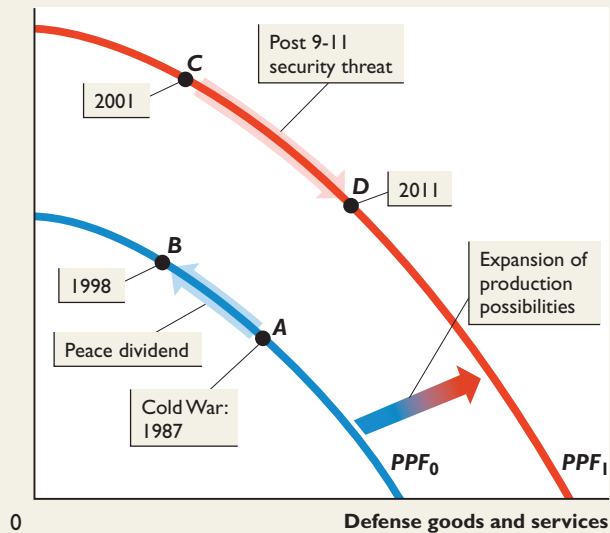 C
Post 9-11
security threat
2001
D
2011
B
Expansion of
production
possibilities
1998
A
Peace dividend
Cold War:
1987
PPF0
PPF1
0
Defense goods and services